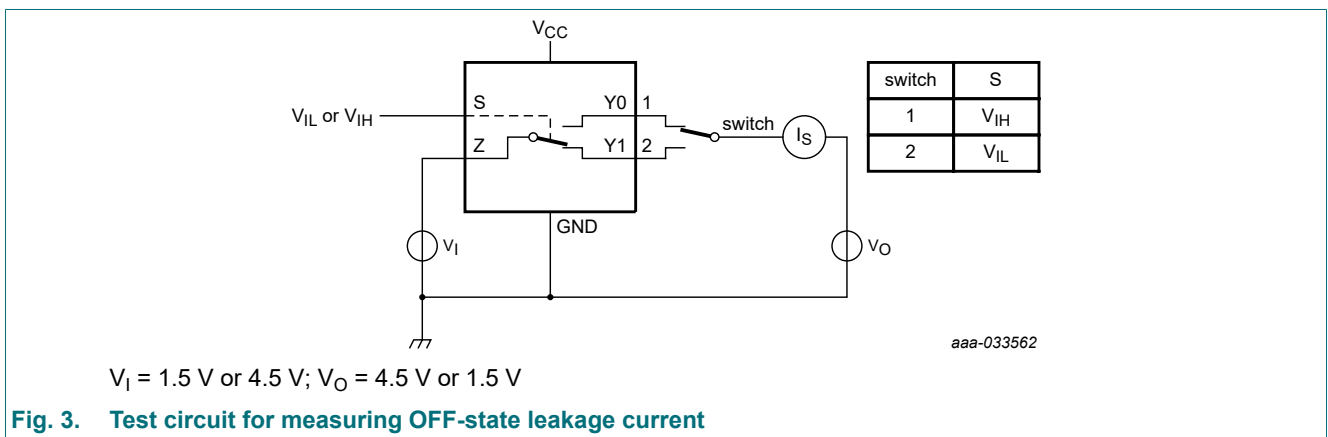 VCC
switch S
S Y0 1
VIL or VIH switch IS 1 VIH
Z Y1 2
2 VIL
GND
VI VO
aaa-033562
VI = 1.5 V or 4.5 V; VO = 4.5 V or 1.5 V
Fig. 3. Test circuit for measuring OFF-state leakage current